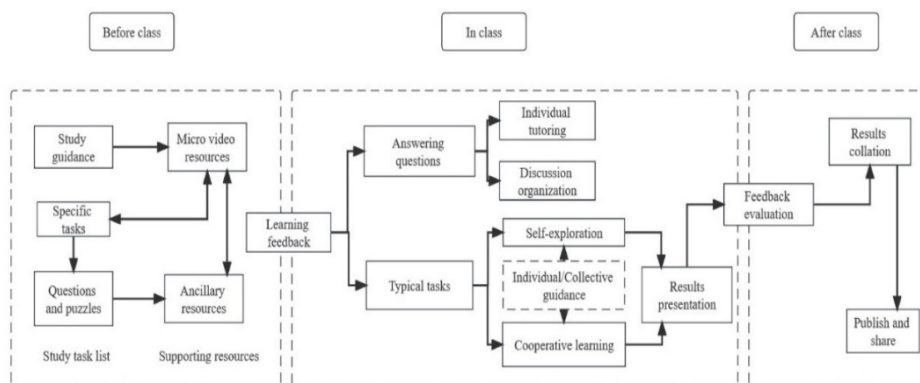 Before class
In class
After class
Study
guidance
Micro video
resources
Specific
tasks
Questions
and puzzles
Ancillary
resources
Study task list
Supporting resources
Learning
feedback
Answering
questions
Individual
tutoring
Discussion
organization
Typical tasks
Self-exploration
Individual/Collective
guidance
Cooperative learning
Results
presentation
Feedback
evaluation
Results
collation
Publish and
share